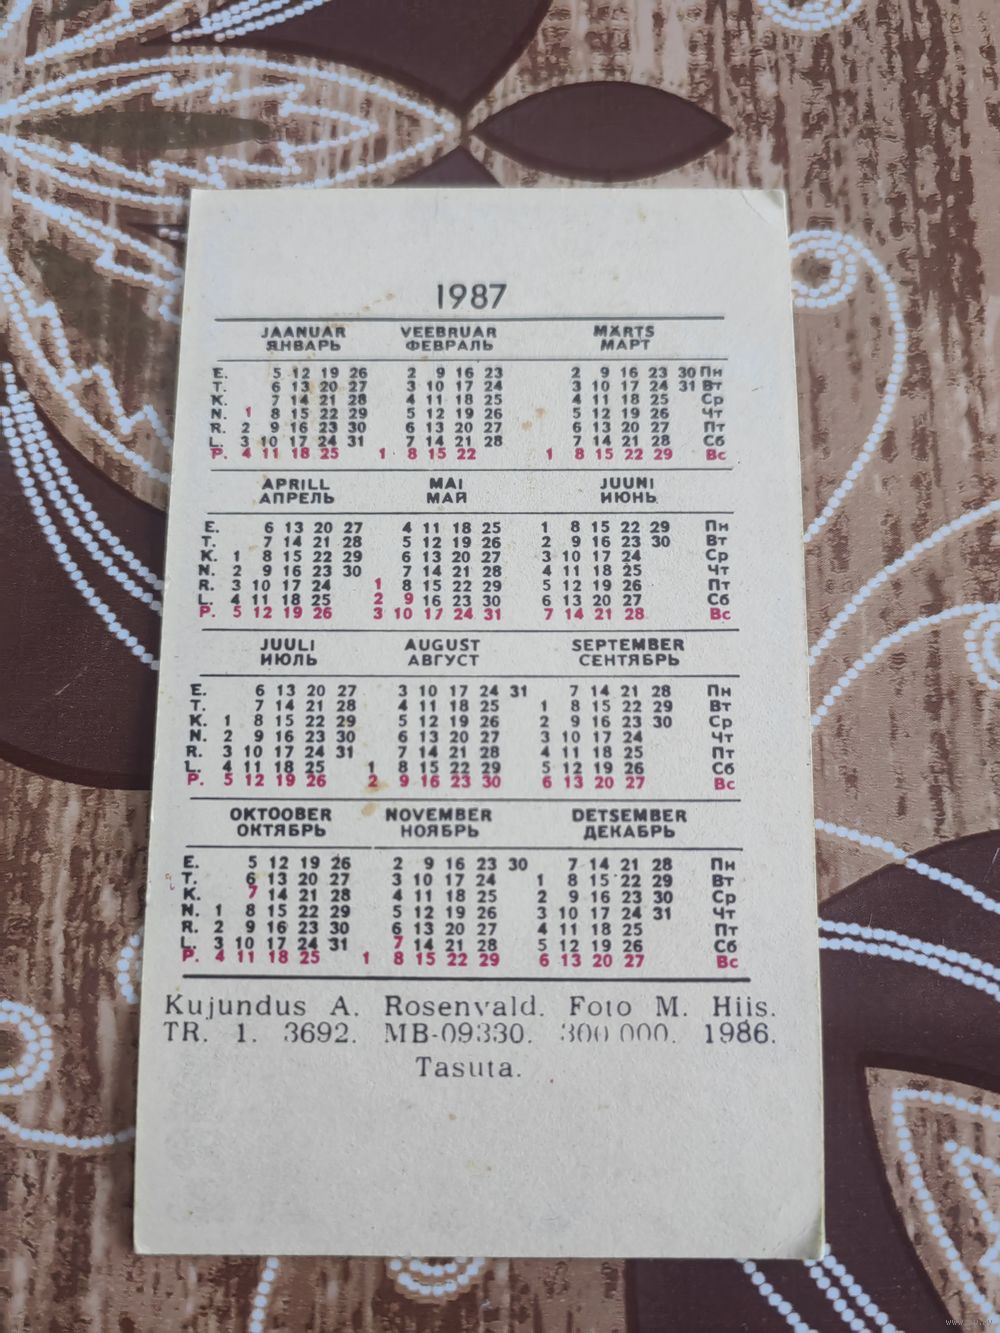 1987
JAANUAR VEEBRUAR MÄRTS
ЯНВАРЬ ФЕВРАЛЬ МАРТ
E. 5 12 19 26 2 9 16 23 2 9 16 23 30 Пн
T. 6 13 20 27 3 10 17 24 3 10 17 24 31 Вт
K. 7 14 21 28 4 11 18 25 4 11 18 25 Ср
N. 1 8 15 22 29 5 12 19 26 5 12 19 26 Чт
R. 2 9 16 23 30 6 13 20 27 6 13 20 27 Пт
L. 3 10 17 24 31 7 14 21 28 7 14 21 28 Сб
P. 4 11 18 25 1 8 15 22 1 8 15 22 29 Вс
APRILL MAI JUUNI
АПРЕЛЬ МАЙ ИЮНЬ
E. 6 13 20 27 4 11 18 25 1 8 15 22 29 Пн
T. 7 14 21 28 5 12 19 26 2 9 16 23 30 Вт
K. 1 8 15 22 29 6 13 20 27 3 10 17 24 Ср
N. 2 9 16 23 30 7 14 21 28 4 11 18 25 Чт
R. 3 10 17 24 1 8 15 22 29 5 12 19 26 Пт
L. 4 11 18 25 2 9 16 23 30 6 13 20 27 Сб
P. 5 12 19 26 3 10 17 24 31 7 14 21 28 Вс
JUULI AUGUST SEPTEMBER
ИЮЛЬ АВГУСТ СЕНТЯБРЬ
E. 6 13 20 27 3 10 17 24 31 7 14 21 28 Пн
T. 7 14 21 28 4 11 18 25 1 8 15 22 29 Вт
K. 1 8 15 22 29 5 12 19 26 2 9 16 23 30 Ср
N. 2 9 16 23 30 6 13 20 27 3 10 17 24 Чт
R. 3 10 17 24 31 7 14 21 28 4 11 18 25 Пт
L. 4 11 18 25 1 8 15 22 29 5 12 19 26 Сб
P. 5 12 19 26 2 9 16 23 30 6 13 20 27 Вс
OKTOOBER NOVEMBER DETSEMBER
ОКТЯБРЬ НОЯБРЬ ДЕКАБРЬ
E. 5 12 19 26 2 9 16 23 30 7 14 21 28 Пн
T. 6 13 20 27 3 10 17 24 1 8 15 22 29 Вт
K. 7 14 21 28 4 11 18 25 2 9 16 23 30 Ср
N. 1 8 15 22 29 5 12 19 26 3 10 17 24 31 Чт
R. 2 9 16 23 30 6 13 20 27 4 11 18 25 Пт
L. 3 10 17 24 31 7 14 21 28 5 12 19 26 Сб
P. 4 11 18 25 1 8 15 22 29 6 13 20 27 Вс
Kujundus A. Rosenvald. Foto M. Hiis.
TR. 1. 3692. MB-09330. 300 000. 1986.
Tasuta.